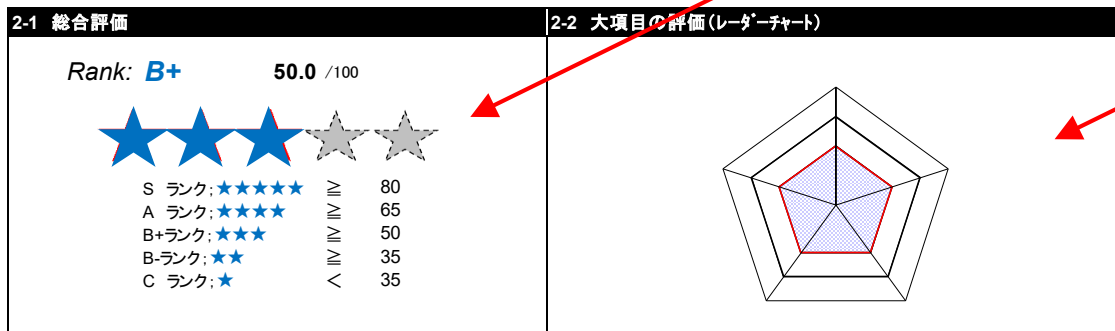 2-1 総合評価
2-2 大項目の評価(レーダーチャート)
Rank: B+ 50.0 /100
S ランク;★★★★★ ≧ 80
A ランク;★★★★ ≧ 65
B+ランク;★★★ ≧ 50
B-ランク;★★ ≧ 35
C ランク;★ < 35